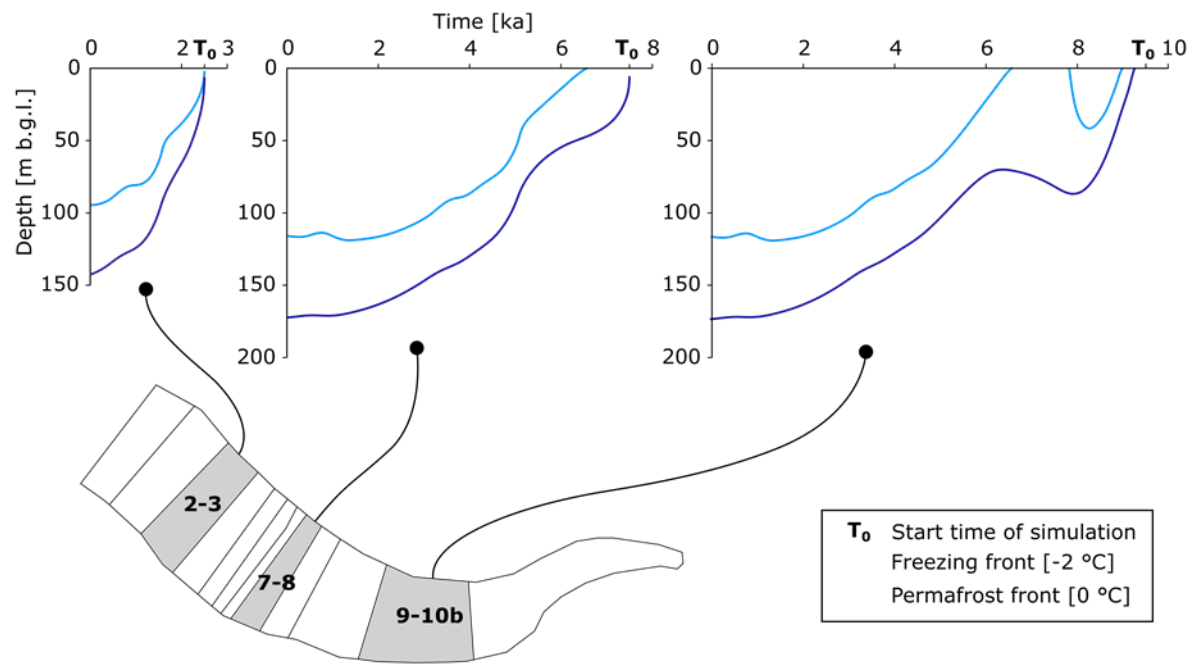 Time [ka]
0 2 T₀ 3 0 2 4 6 T₀ 8 0 2 4 6 8 T₀ 10
Depth [m b.g.l.]
0 0 0
50 50 50
100 100 100
150 150 150
200 200
2-3
7-8
9-10b
T₀ Start time of simulation
Freezing front [-2 °C]
Permafrost front [0 °C]